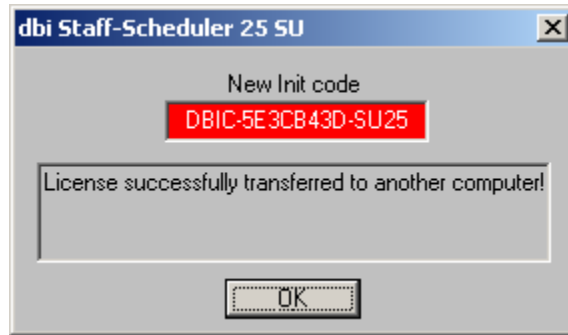 dbi Staff-Scheduler 25 SU
New Init code
DBIC-5E3CB43D-SU25
License successfully transferred to another computer!
OK